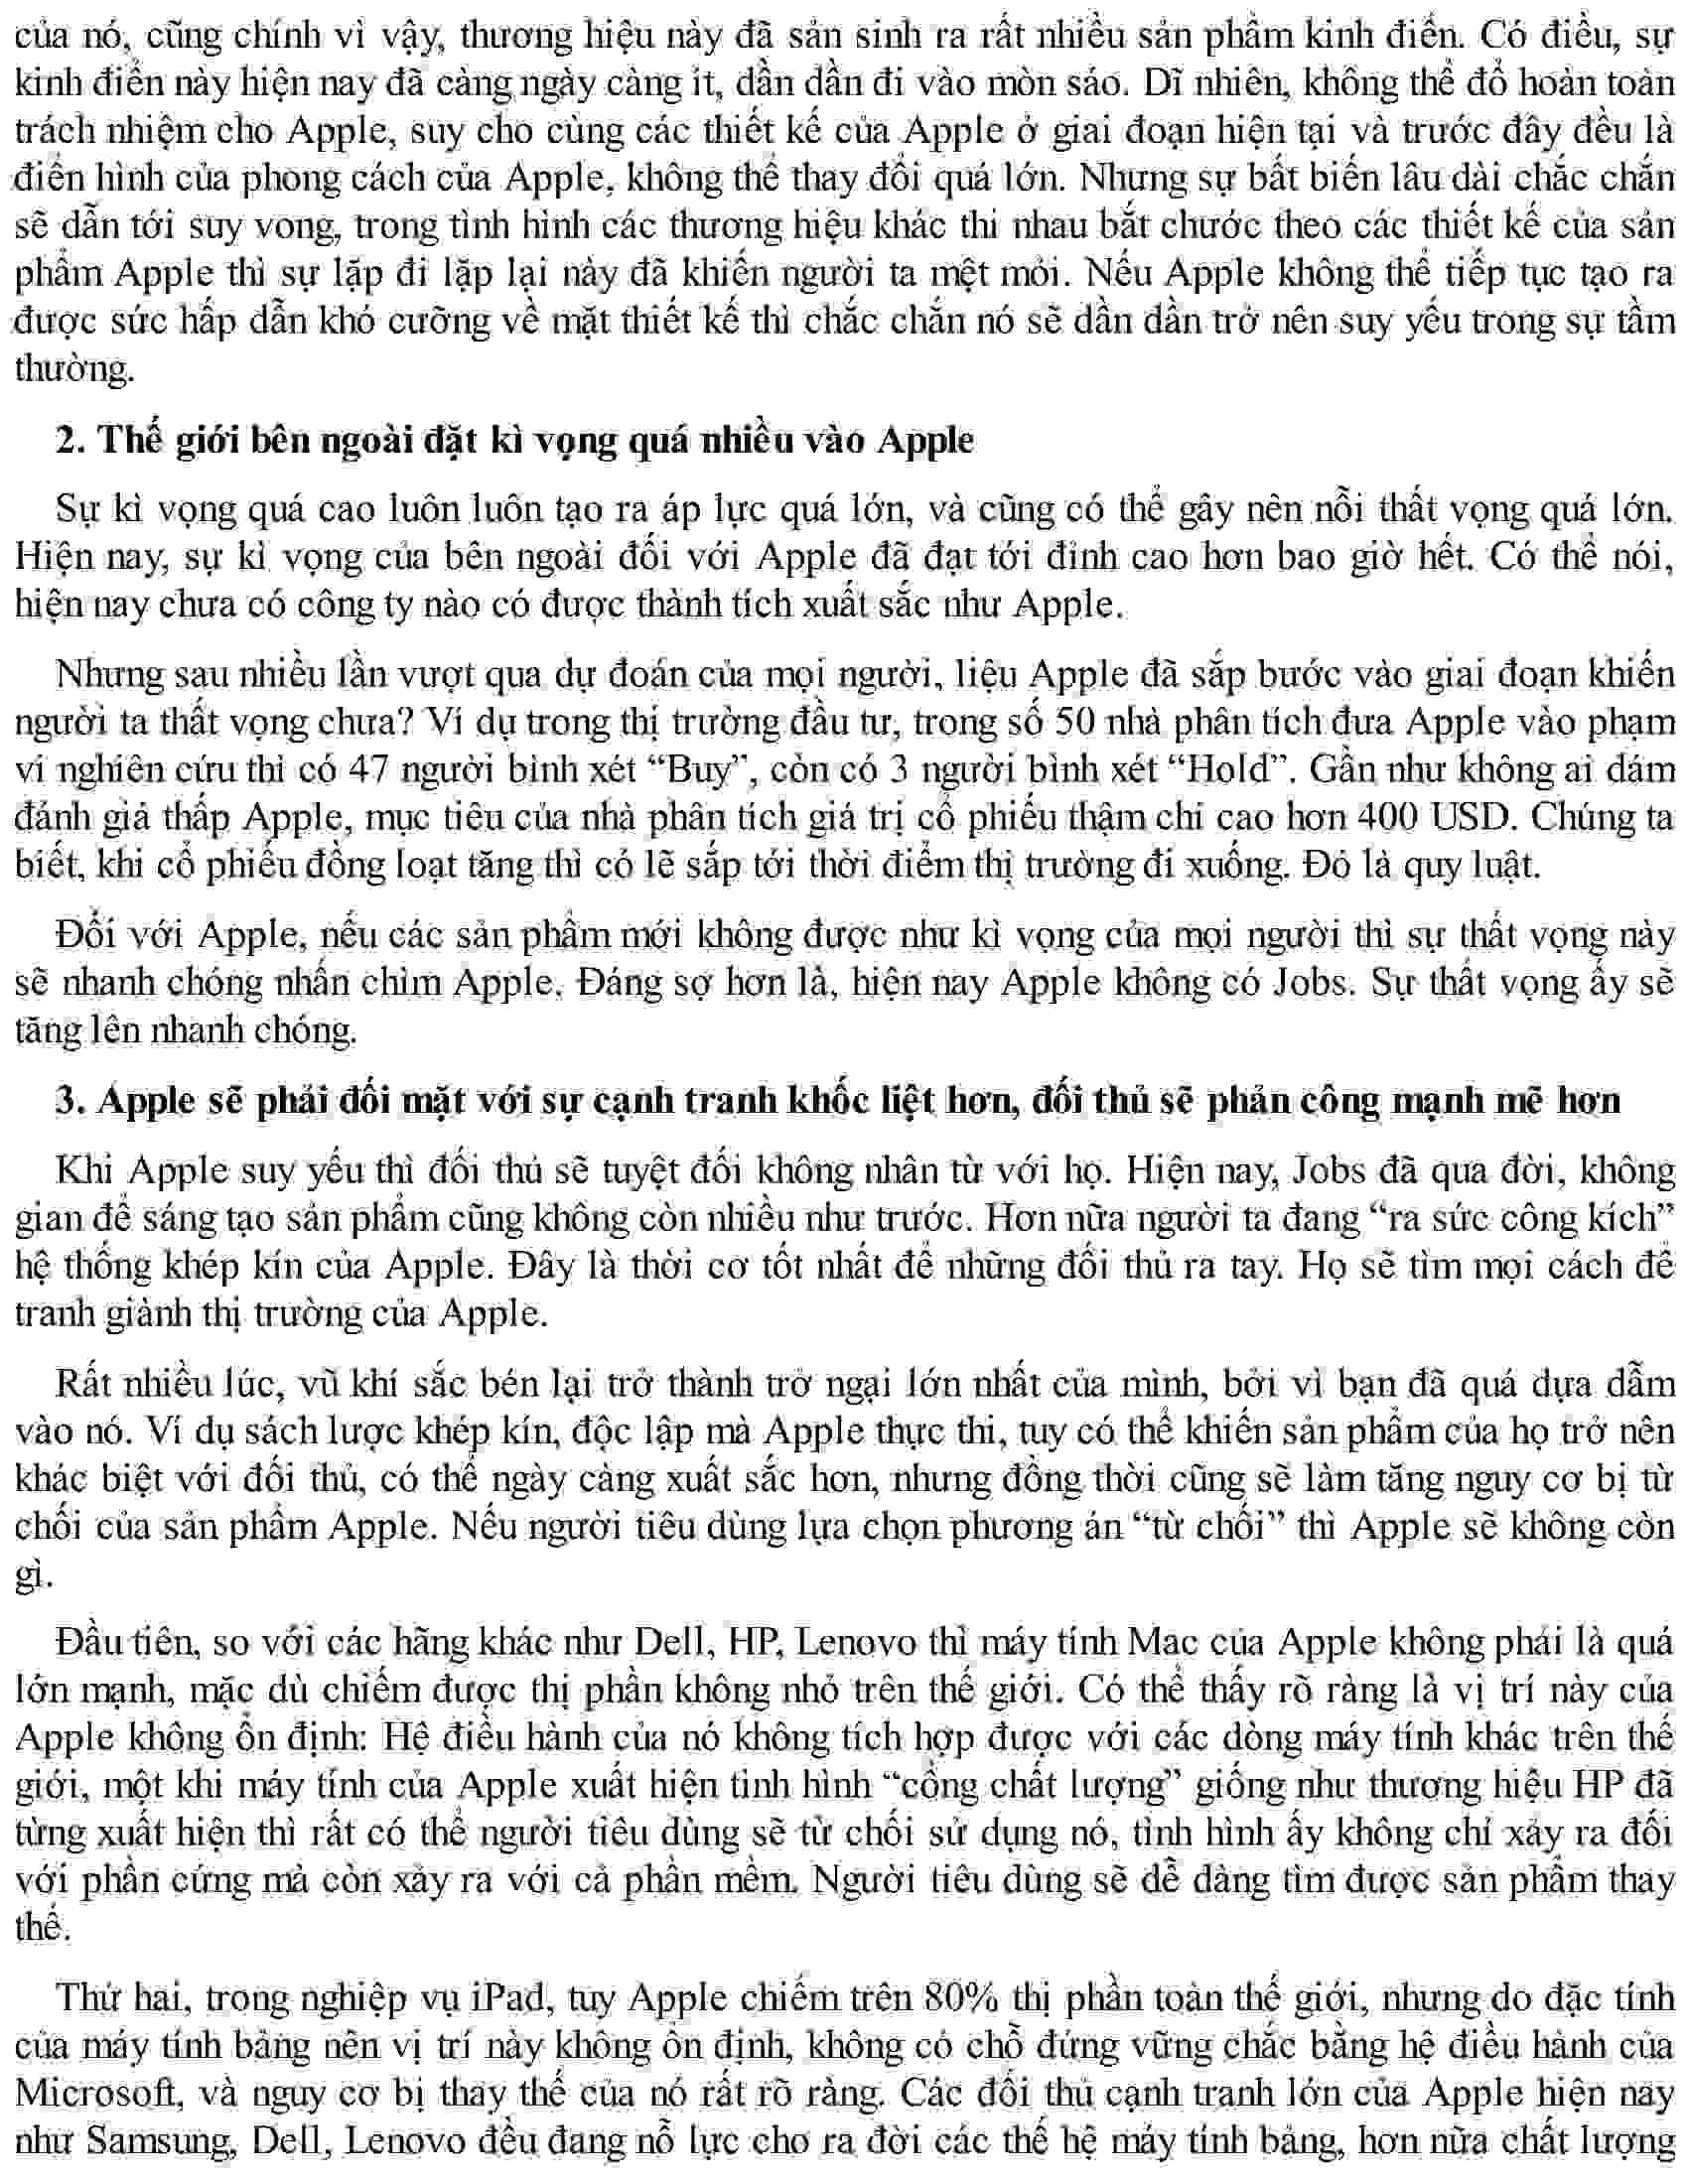 của nó, cũng chính vì vậy, thương hiệu này đã sản sinh ra rất nhiều sản phẩm kinh điển. Có điều, sự
kinh điển này hiện nay đã càng ngày càng ít, dần dần đi vào mòn sáo. Dĩ nhiên, không thể đổ hoàn toàn
trách nhiệm cho Apple, suy cho cùng các thiết kế của Apple ở giai đoạn hiện tại và trước đây đều là
điển hình của phong cách của Apple, không thể thay đổi quá lớn. Nhưng sự bất biến lâu dài chắc chắn
sẽ dẫn tới suy vong, trong tình hình các thương hiệu khác thi nhau bắt chước theo các thiết kế của sản
phẩm Apple thì sự lặp đi lặp lại này đã khiến người ta mệt mỏi. Nếu Apple không thể tiếp tục tạo ra
được sức hấp dẫn khó cưỡng về mặt thiết kế thì chắc chắn nó sẽ dần dần trở nên suy yếu trong sự tầm
thường.
2. Thế giới bên ngoài đặt kì vọng quá nhiều vào Apple
Sự kì vọng quá cao luôn luôn tạo ra áp lực quá lớn, và cũng có thể gây nên nỗi thất vọng quá lớn.
Hiện nay, sự kì vọng của bên ngoài đối với Apple đã đạt tới đỉnh cao hơn bao giờ hết. Có thể nói,
hiện nay chưa có công ty nào có được thành tích xuất sắc như Apple.
Nhưng sau nhiều lần vượt qua dự đoán của mọi người, liệu Apple đã sắp bước vào giai đoạn khiến
người ta thất vọng chưa? Ví dụ trong thị trường đầu tư, trong số 50 nhà phân tích đưa Apple vào phạm
vi nghiên cứu thì có 47 người bình xét “Buy”, còn có 3 người bình xét “Hold”. Gần như không ai dám
đánh giá thấp Apple, mục tiêu của nhà phân tích giá trị cổ phiếu thậm chí cao hơn 400 USD. Chúng ta
biết, khi cổ phiếu đồng loạt tăng thì có lẽ sắp tới thời điểm thị trường đi xuống. Đó là quy luật.
Đối với Apple, nếu các sản phẩm mới không được như kì vọng của mọi người thì sự thất vọng này
sẽ nhanh chóng nhấn chìm Apple. Đáng sợ hơn là, hiện nay Apple không có Jobs. Sự thất vọng ấy sẽ
tăng lên nhanh chóng.
3. Apple sẽ phải đối mặt với sự cạnh tranh khốc liệt hơn, đối thủ sẽ phản công mạnh mẽ hơn
Khi Apple suy yếu thì đối thủ sẽ tuyệt đối không nhân từ với họ. Hiện nay, Jobs đã qua đời, không
gian để sáng tạo sản phẩm cũng không còn nhiều như trước. Hơn nữa người ta đang “ra sức công kích”
hệ thống khép kín của Apple. Đây là thời cơ tốt nhất để những đối thủ ra tay. Họ sẽ tìm mọi cách để
tranh giành thị trường của Apple.
Rất nhiều lúc, vũ khí sắc bén lại trở thành trở ngại lớn nhất của mình, bởi vì bạn đã quá dựa dẫm
vào nó. Ví dụ sách lược khép kín, độc lập mà Apple thực thi, tuy có thể khiến sản phẩm của họ trở nên
khác biệt với đối thủ, có thể ngày càng xuất sắc hơn, nhưng đồng thời cũng sẽ làm tăng nguy cơ bị từ
chối của sản phẩm Apple. Nếu người tiêu dùng lựa chọn phương án “từ chối” thì Apple sẽ không còn
gì.
Đầu tiên, so với các hãng khác như Dell, HP, Lenovo thì máy tính Mac của Apple không phải là quá
lớn mạnh, mặc dù chiếm được thị phần không nhỏ trên thế giới. Có thể thấy rõ ràng là vị trí này của
Apple không ổn định: Hệ điều hành của nó không tích hợp được với các dòng máy tính khác trên thế
giới, một khi máy tính của Apple xuất hiện tình hình “cổng chất lượng” giống như thương hiệu HP đã
từng xuất hiện thì rất có thể người tiêu dùng sẽ từ chối sử dụng nó, tình hình ấy không chỉ xảy ra đối
với phần cứng mà còn xảy ra với cả phần mềm. Người tiêu dùng sẽ dễ dàng tìm được sản phẩm thay
thế.
Thứ hai, trong nghiệp vụ iPad, tuy Apple chiếm trên 80% thị phần toàn thế giới, nhưng do đặc tính
của máy tính bảng nên vị trí này không ổn định, không có chỗ đứng vững chắc bằng hệ điều hành của
Microsoft, và nguy cơ bị thay thế của nó rất rõ ràng. Các đối thủ cạnh tranh lớn của Apple hiện nay
như Samsung, Dell, Lenovo đều đang nỗ lực cho ra đời các thế hệ máy tính bảng, hơn nữa chất lượng